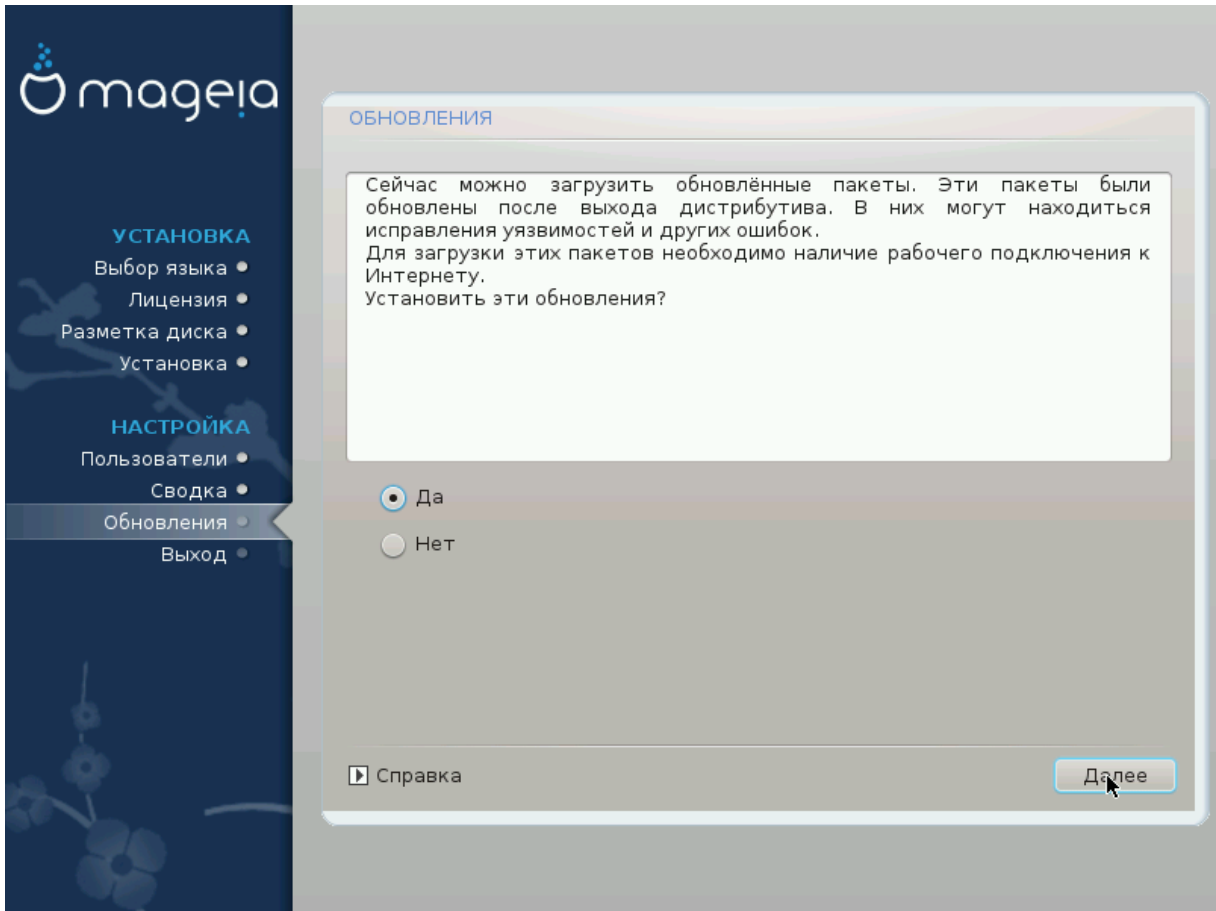 mageia
УСТАНОВКА
Выбор языка
Лицензия
Разметка диска
Установка
НАСТРОЙКА
Пользователи
Сводка
Обновления
Выход
ОБНОВЛЕНИЯ
Сейчас можно загрузить обновлённые пакеты. Эти пакеты были
обновлены после выхода дистрибутива. В них могут находиться
исправления уязвимостей и других ошибок.
Для загрузки этих пакетов необходимо наличие рабочего подключения к
Интернету.
Установить эти обновления?
Да
Нет
Справка
Далее